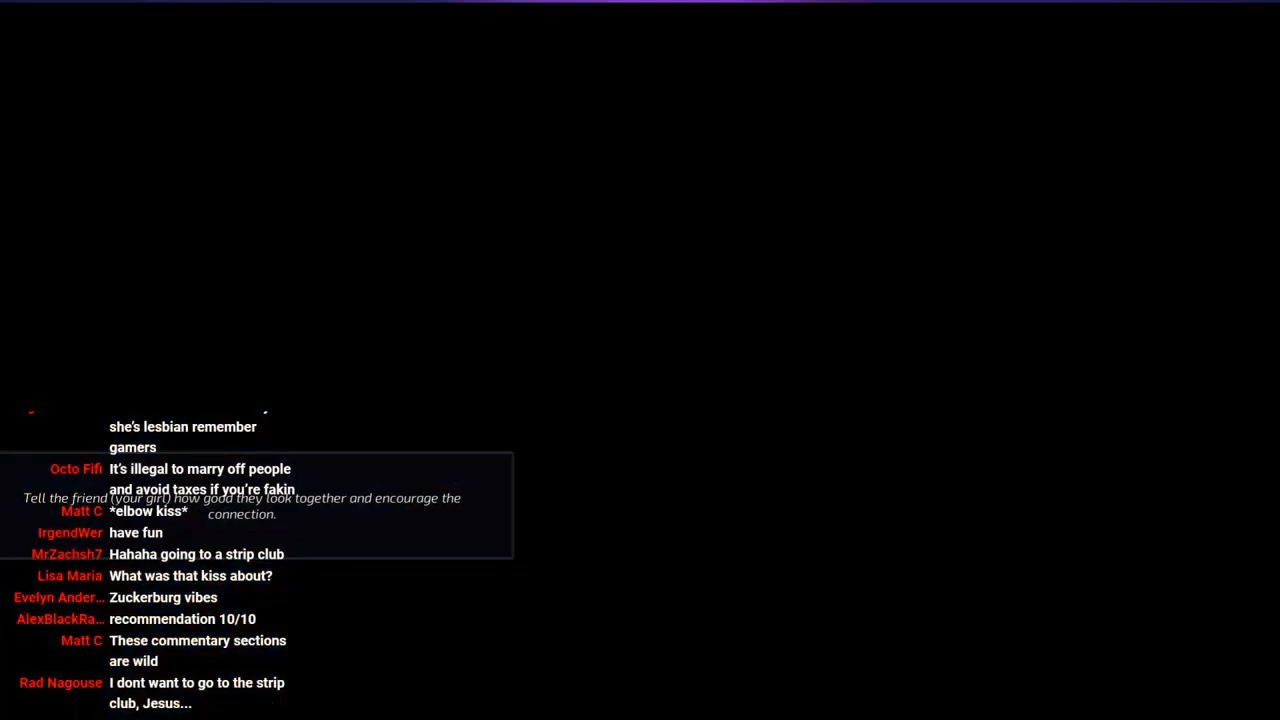 she’s lesbian remember
gamers
Octo Fifi It’s illegal to marry off people
and avoid taxes if you’re fakin
Tell the friend (your girl) how good they look together and encourage the
connection.
Matt C *elbow kiss*
IrgendWer have fun
MrZachsh7 Hahaha going to a strip club
Lisa Maria What was that kiss about?
Evelyn Ander… Zuckerburg vibes
AlexBlackRa… recommendation 10/10
Matt C These commentary sections
are wild
Rad Nagouse I dont want to go to the strip
club, Jesus...